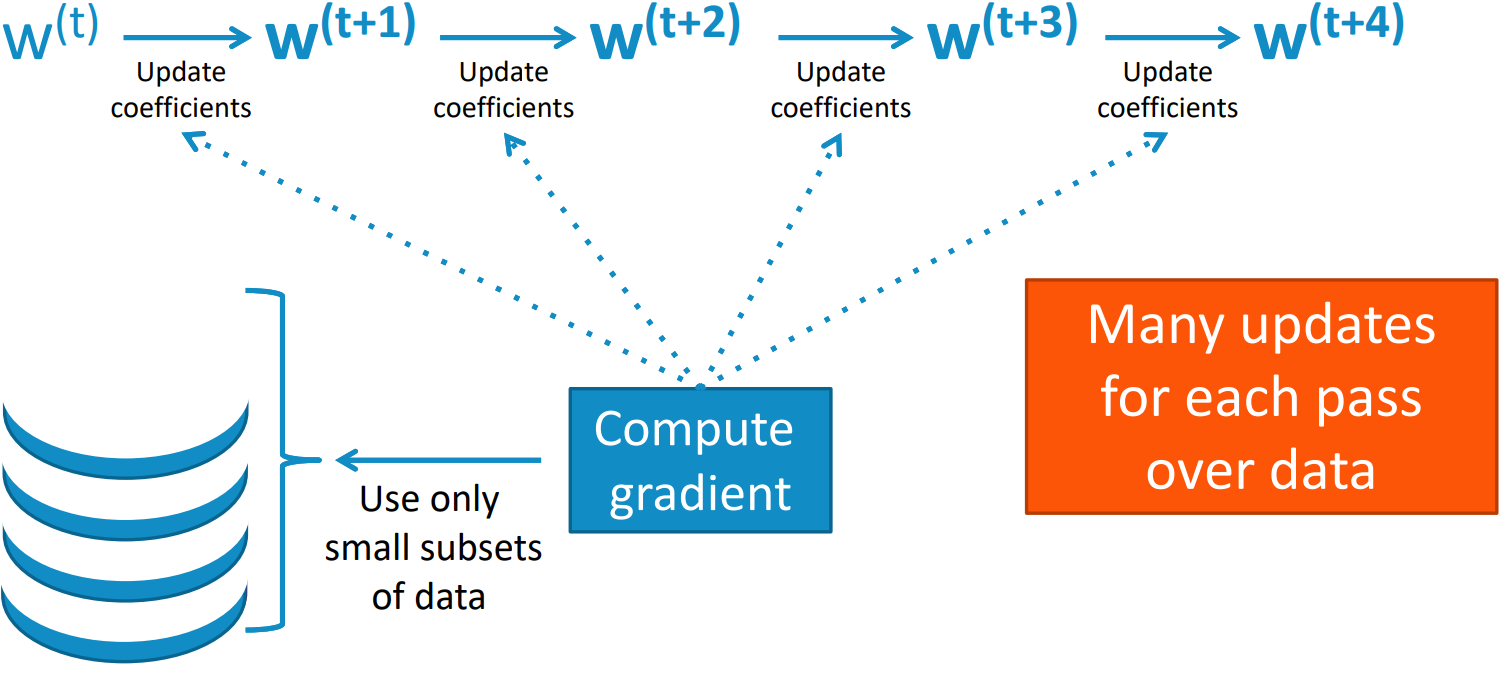 w(t) w(t+1) w(t+2) w(t+3) w(t+4)
Update
coefficients
Update
coefficients
Update
coefficients
Update
coefficients
Compute
gradient
Use only
small subsets
of data
Many updates
for each pass
over data